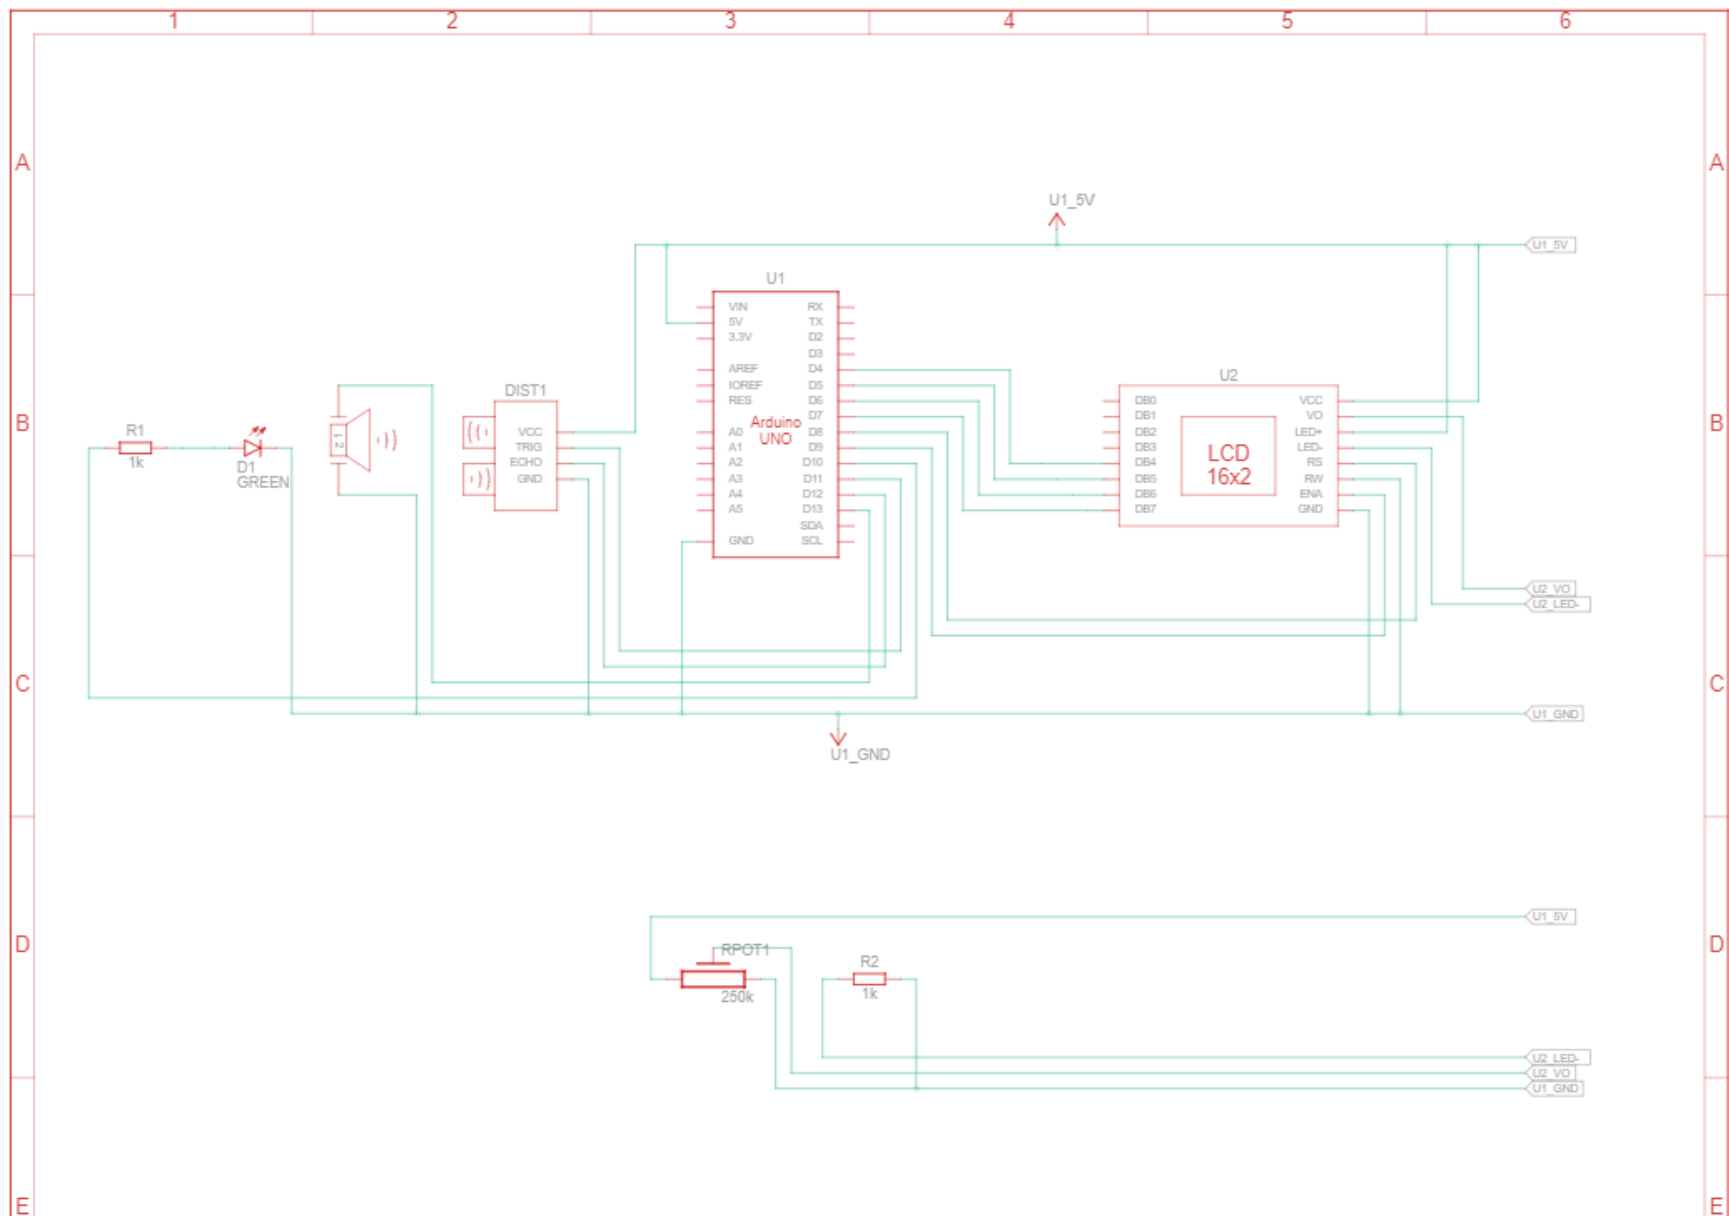 1 2 3 4 5 6
A A
U1_5V
U1_5V
U1
VIN RX
5V TX
3.3V D2
D3
AREF D4
IOREF D5
RES D6
D7
A0 D8
A1 D9
A2 D10
A3 D11
A4 D12
A5 D13
SDA
GND SCL
Arduino
UNO
B B
R1
1k
D1
GREEN
1 2
DIST1
VCC
TRIG
ECHO
GND
U2
DB0 VCC
DB1 VO
DB2 LED+
DB3 LED-
DB4 RS
DB5 RW
DB6 ENA
DB7 GND
LCD
16x2
U2_VO
U2_LED-
C C
U1_GND
U1_GND
U1_5V
D D
RPOT1
250k
R2
1k
U2_LED-
U2_VO
U1_GND
E E